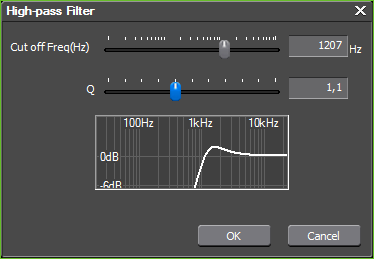 High-pass Filter
Cut off Freq(Hz) 1207 Hz
Q 1,1
100Hz 1kHz 10kHz
0dB
-6dB
OK Cancel